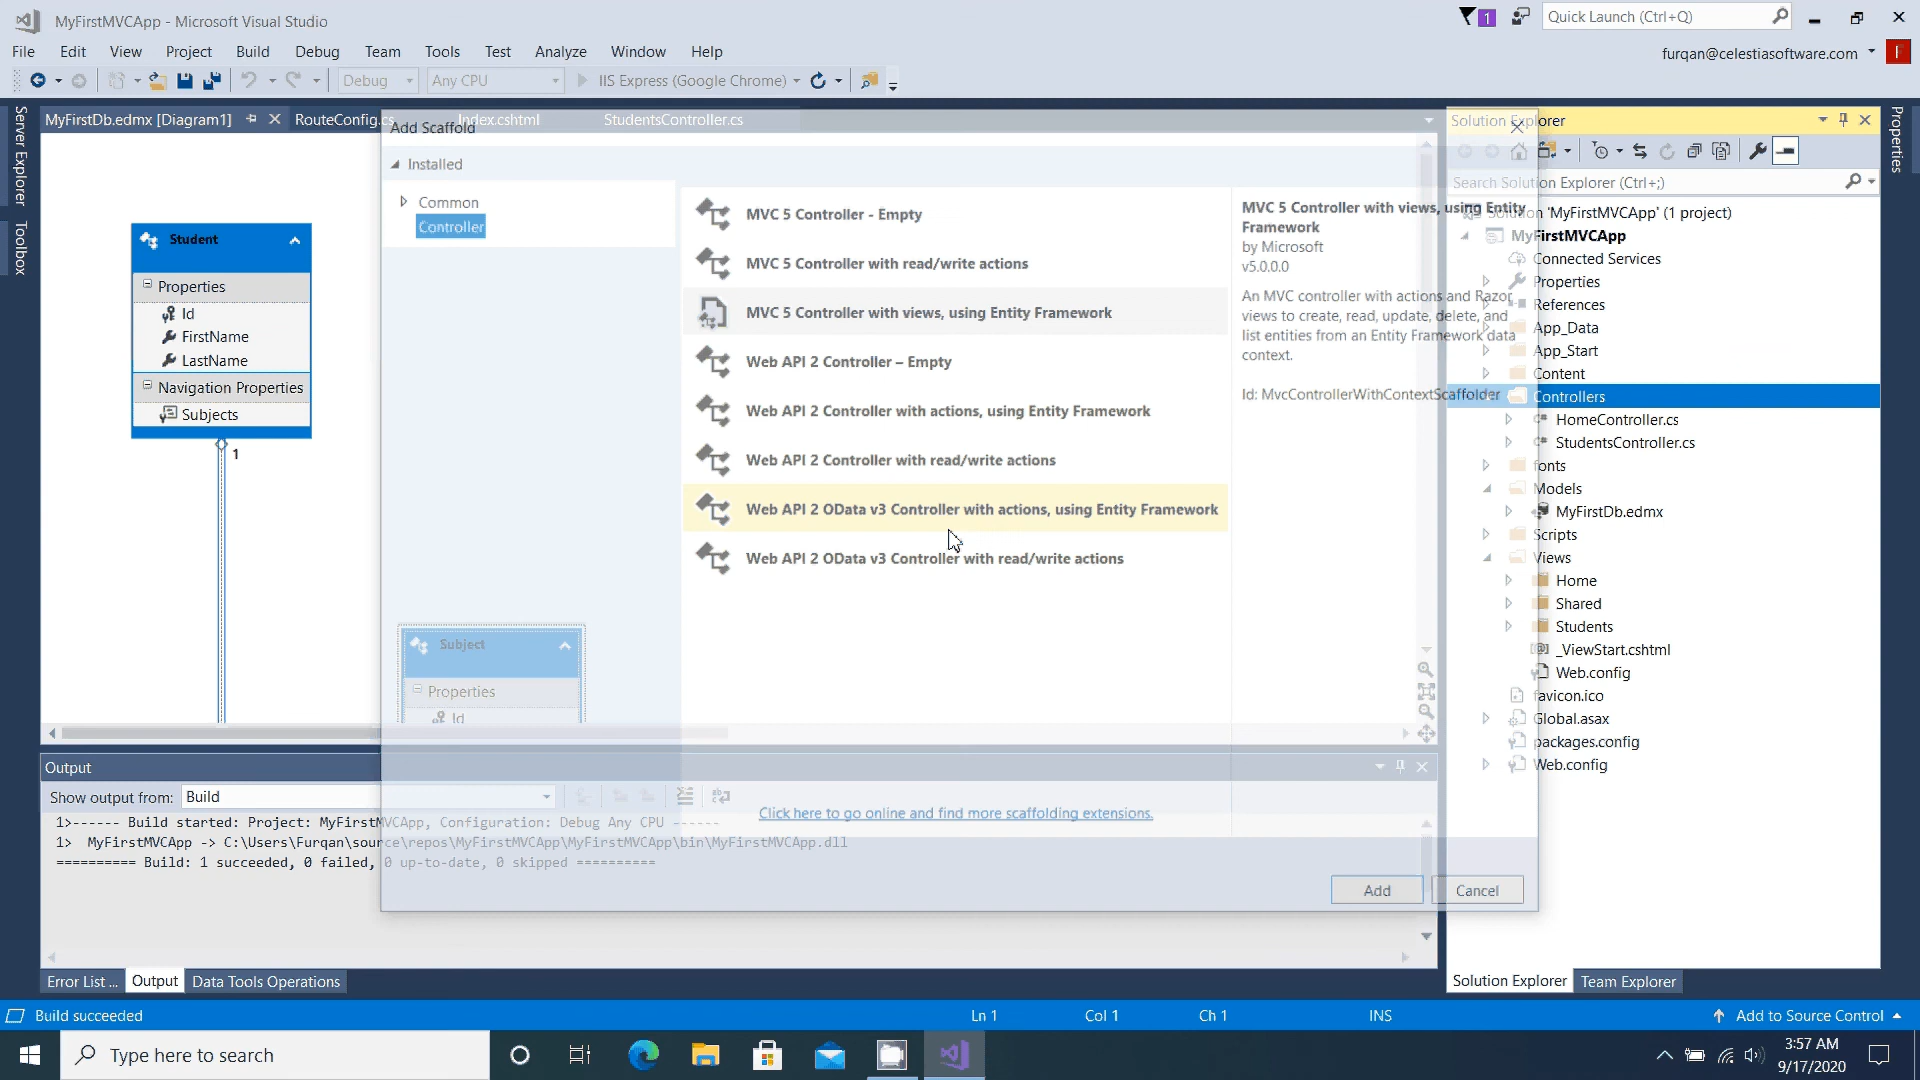 MyFirstMVCApp - Microsoft Visual Studio
1
Quick Launch (Ctrl+Q)
File Edit View Project Build Debug Team Tools Test Analyze Window Help
furqan@celestiasoftware.com F
Debug Any CPU IIS Express (Google Chrome)
Server Explorer
Toolbox
MyFirstDb.edmx [Diagram1] RouteConfig.cs Index.cshtml StudentsController.cs
Student
Properties
Id
FirstName
LastName
Navigation Properties
Subjects
1
Add Scaffold
Installed
Common
Controller
MVC 5 Controller - Empty
MVC 5 Controller with read/write actions
MVC 5 Controller with views, using Entity Framework
Web API 2 Controller – Empty
Web API 2 Controller with actions, using Entity Framework
Web API 2 Controller with read/write actions
Web API 2 OData v3 Controller with actions, using Entity Framework
Web API 2 OData v3 Controller with read/write actions
MVC 5 Controller with views, using Entity
Framework
by Microsoft
v5.0.0.0
An MVC controller with actions and Razor
views to create, read, update, delete, and
list entities from an Entity Framework data
context.
Id: MvcControllerWithContextScaffolder
Subject
Properties
Id
Click here to go online and find more scaffolding extensions.
Add Cancel
Solution Explorer
Search Solution Explorer (Ctrl+;)
Solution 'MyFirstMVCApp' (1 project)
MyFirstMVCApp
Connected Services
Properties
References
App_Data
App_Start
Content
Controllers
HomeController.cs
StudentsController.cs
fonts
Models
MyFirstDb.edmx
Scripts
Views
Home
Shared
Students
_ViewStart.cshtml
Web.config
favicon.ico
Global.asax
packages.config
Web.config
Properties
Output
Show output from: Build
1>------ Build started: Project: MyFirstMVCApp, Configuration: Debug Any CPU ------
1>  MyFirstMVCApp -> C:\Users\Furqan\source\repos\MyFirstMVCApp\MyFirstMVCApp\bin\MyFirstMVCApp.dll
========== Build: 1 succeeded, 0 failed, 0 up-to-date, 0 skipped ==========
Error List ... Output Data Tools Operations
Solution Explorer Team Explorer
Build succeeded Ln 1 Col 1 Ch 1 INS Add to Source Control
Type here to search
3:57 AM
9/17/2020